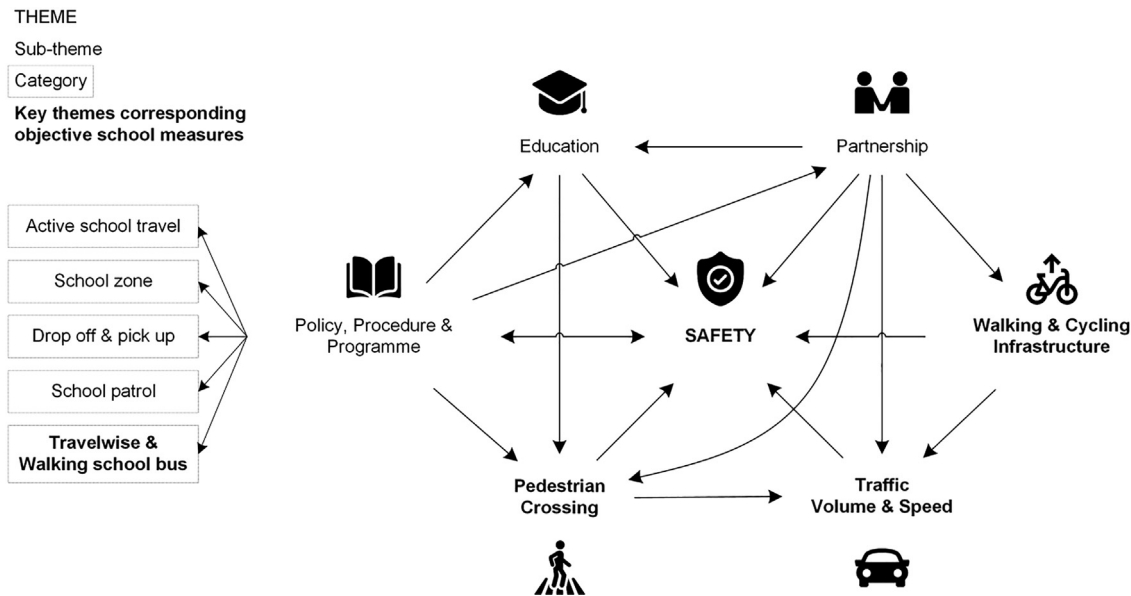 THEME
Sub-theme
Category
Key themes corresponding
objective school measures
Education
Partnership
Active school travel
School zone
Drop off & pick up
School patrol
Travelwise &
Walking school bus
Policy, Procedure &
Programme
SAFETY
Walking & Cycling
Infrastructure
Pedestrian
Crossing
Traffic
Volume & Speed